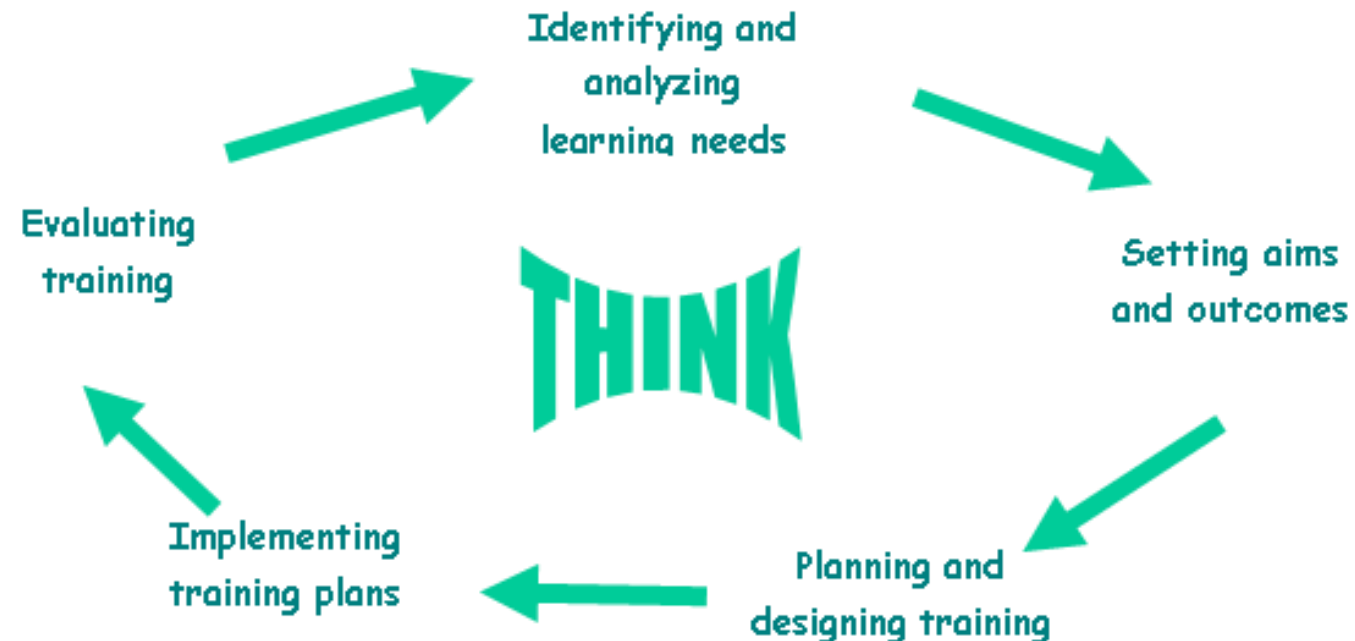 Identifying and
analyzing
learning needs
Setting aims
and outcomes
Planning and
designing training
Implementing
training plans
Evaluating
training
THINK